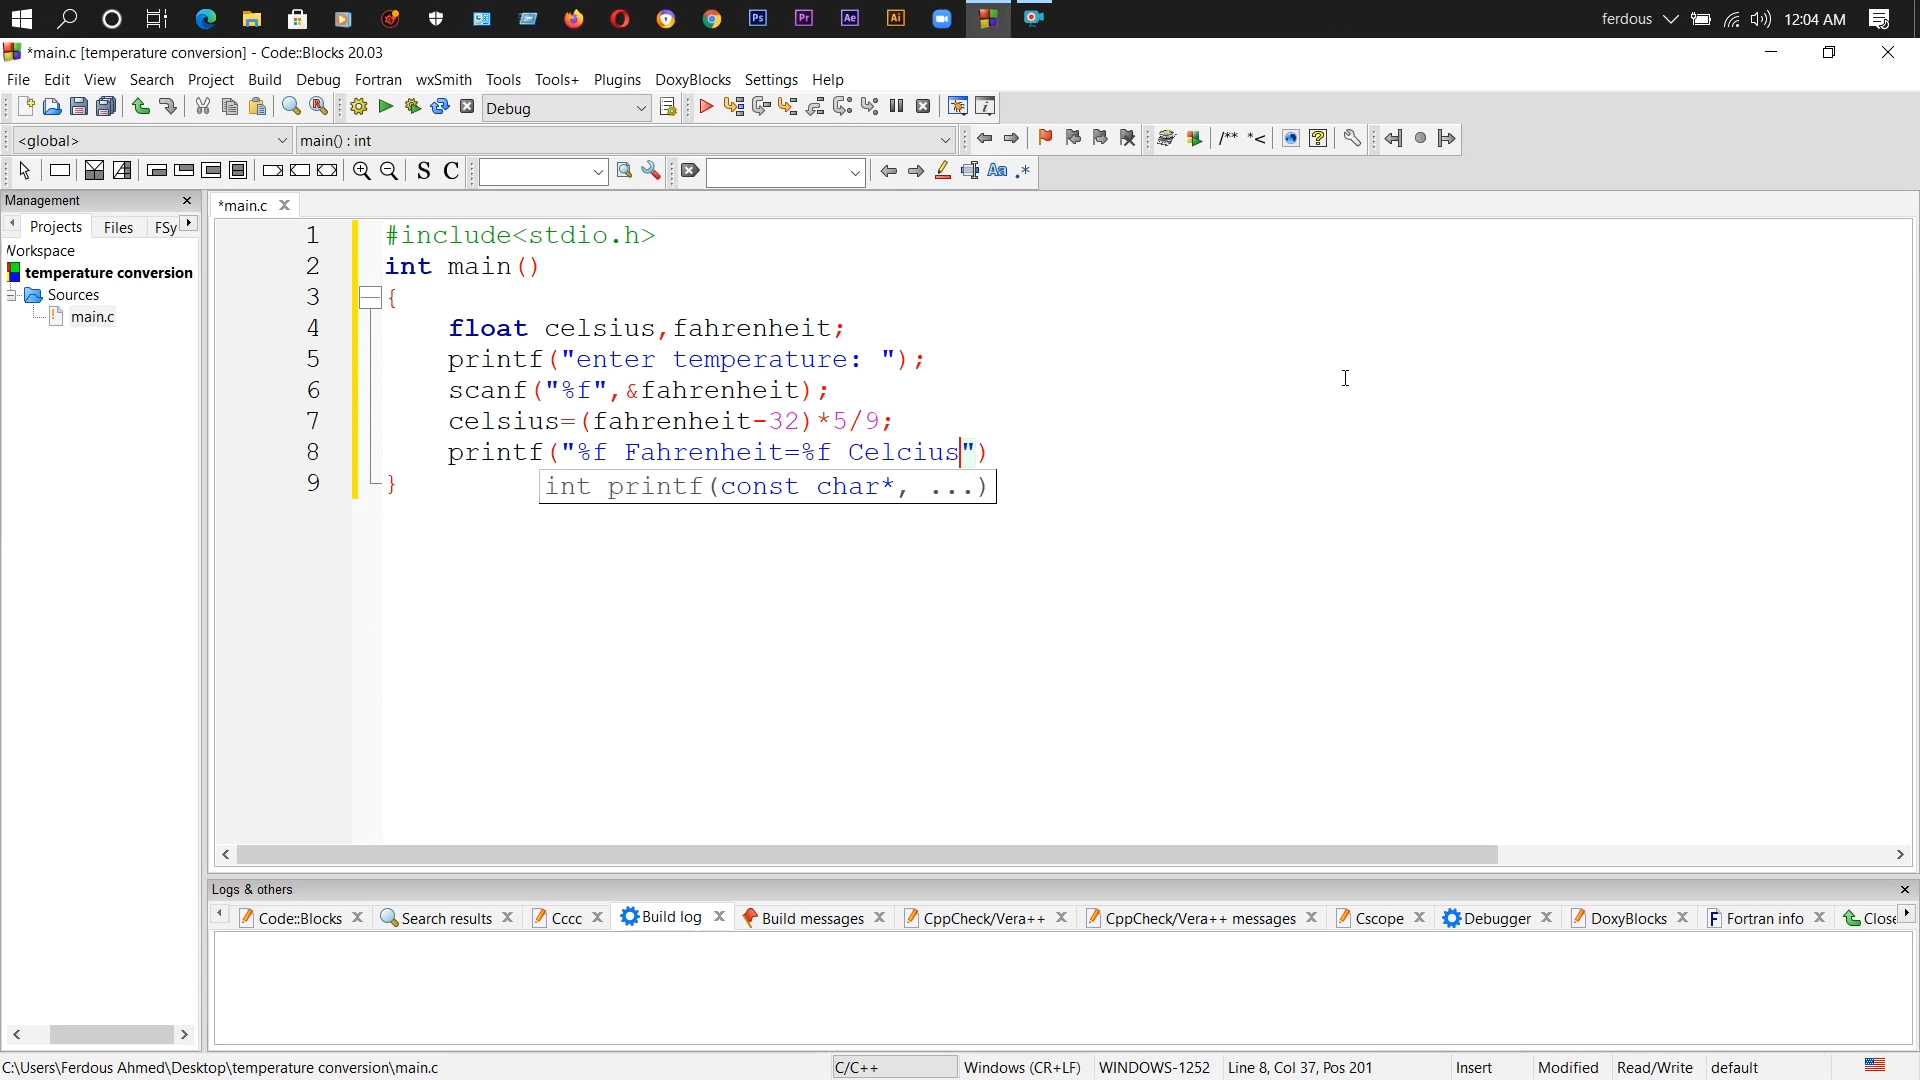 Ps Pr Ae Ai ferdous 12:04 AM
*main.c [temperature conversion] - Code::Blocks 20.03
File Edit View Search Project Build Debug Fortran wxSmith Tools Tools+ Plugins DoxyBlocks Settings Help
Debug
<global> main() : int /** *<
S C Aa .*
Management *main.c
Projects Files FSy
Workspace
temperature conversion
Sources
main.c
1 #include<stdio.h>
2 int main()
3 {
4 float celsius,fahrenheit;
5 printf("enter temperature: ");
6 scanf("%f",&fahrenheit);
7 celsius=(fahrenheit-32)*5/9;
8 printf("%f Fahrenheit=%f Celcius")
9 }
int printf(const char*, ...)
Logs & others
Code::Blocks Search results Cccc Build log Build messages CppCheck/Vera++ CppCheck/Vera++ messages Cscope Debugger DoxyBlocks Fortran info Close
C:\Users\Ferdous Ahmed\Desktop\temperature conversion\main.c C/C++ Windows (CR+LF) WINDOWS-1252 Line 8, Col 37, Pos 201 Insert Modified Read/Write default